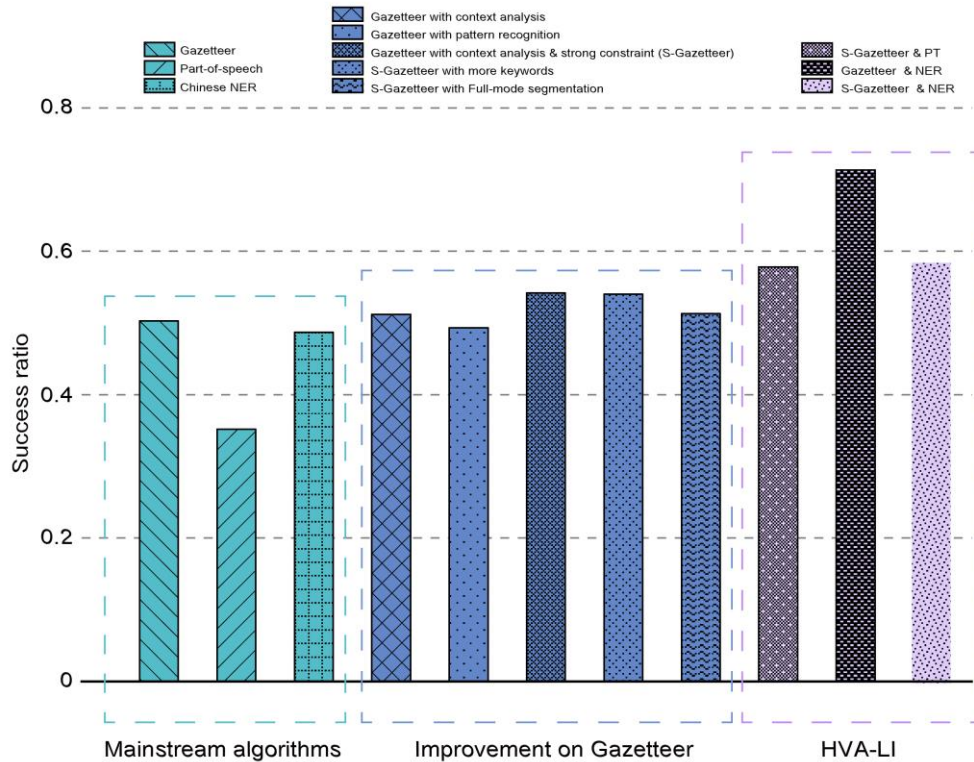 Gazetteer
Part-of-speech
Chinese NER
Gazetteer with context analysis
Gazetteer with pattern recognition
Gazetteer with context analysis & strong constraint (S-Gazetteer)
S-Gazetteer with more keywords
S-Gazetteer with Full-mode segmentation
S-Gazetteer & PT
Gazetteer & NER
S-Gazetteer & NER
Success ratio
0.8
0.6
0.4
0.2
0
Mainstream algorithms
Improvement on Gazetteer
HVA-LI